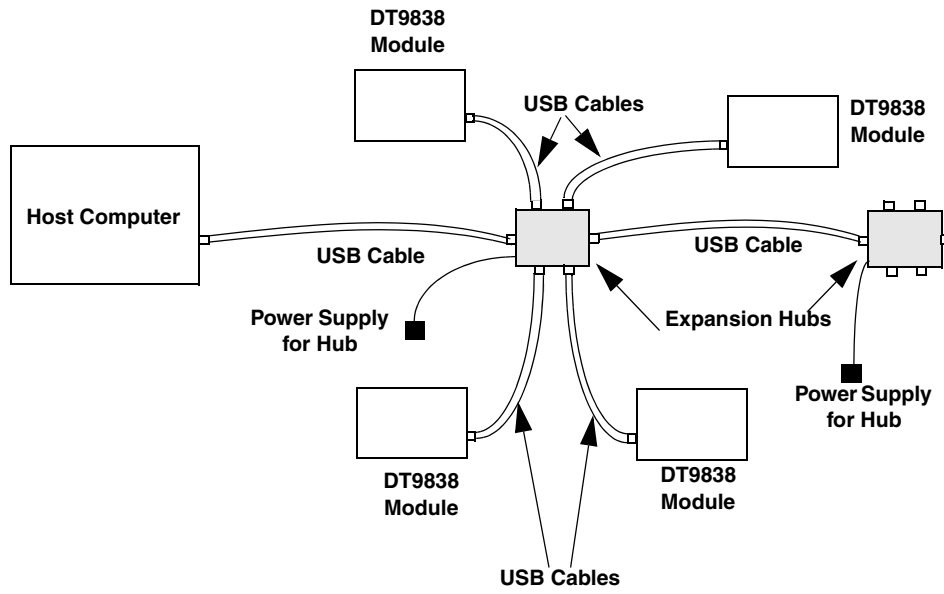 DT9838
Module
USB Cables
DT9838
Module
Host Computer
USB Cable
USB Cable
Power Supply
for Hub
Expansion Hubs
Power Supply
for Hub
DT9838
Module
DT9838
Module
USB Cables